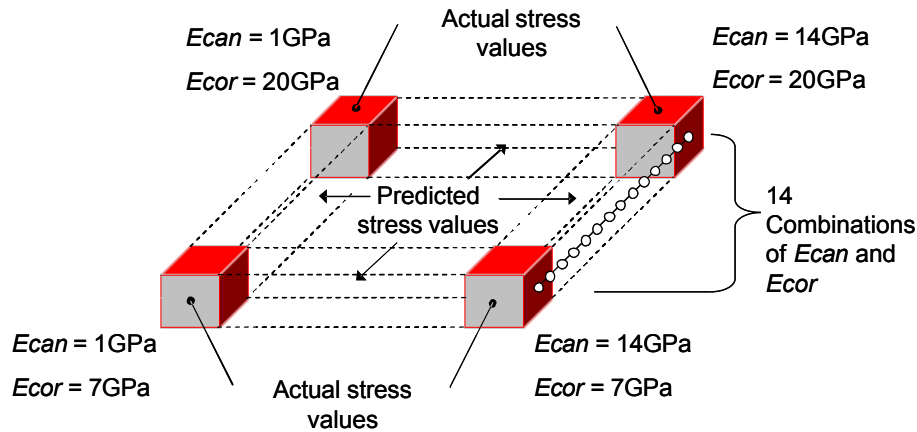 Actual stress
values
Ecan = 1GPa
Ecor = 20GPa
Ecan = 14GPa
Ecor = 20GPa
Predicted
stress values
14
Combinations
of Ecan and
Ecor
Ecan = 1GPa
Ecor = 7GPa
Actual stress
values
Ecan = 14GPa
Ecor = 7GPa